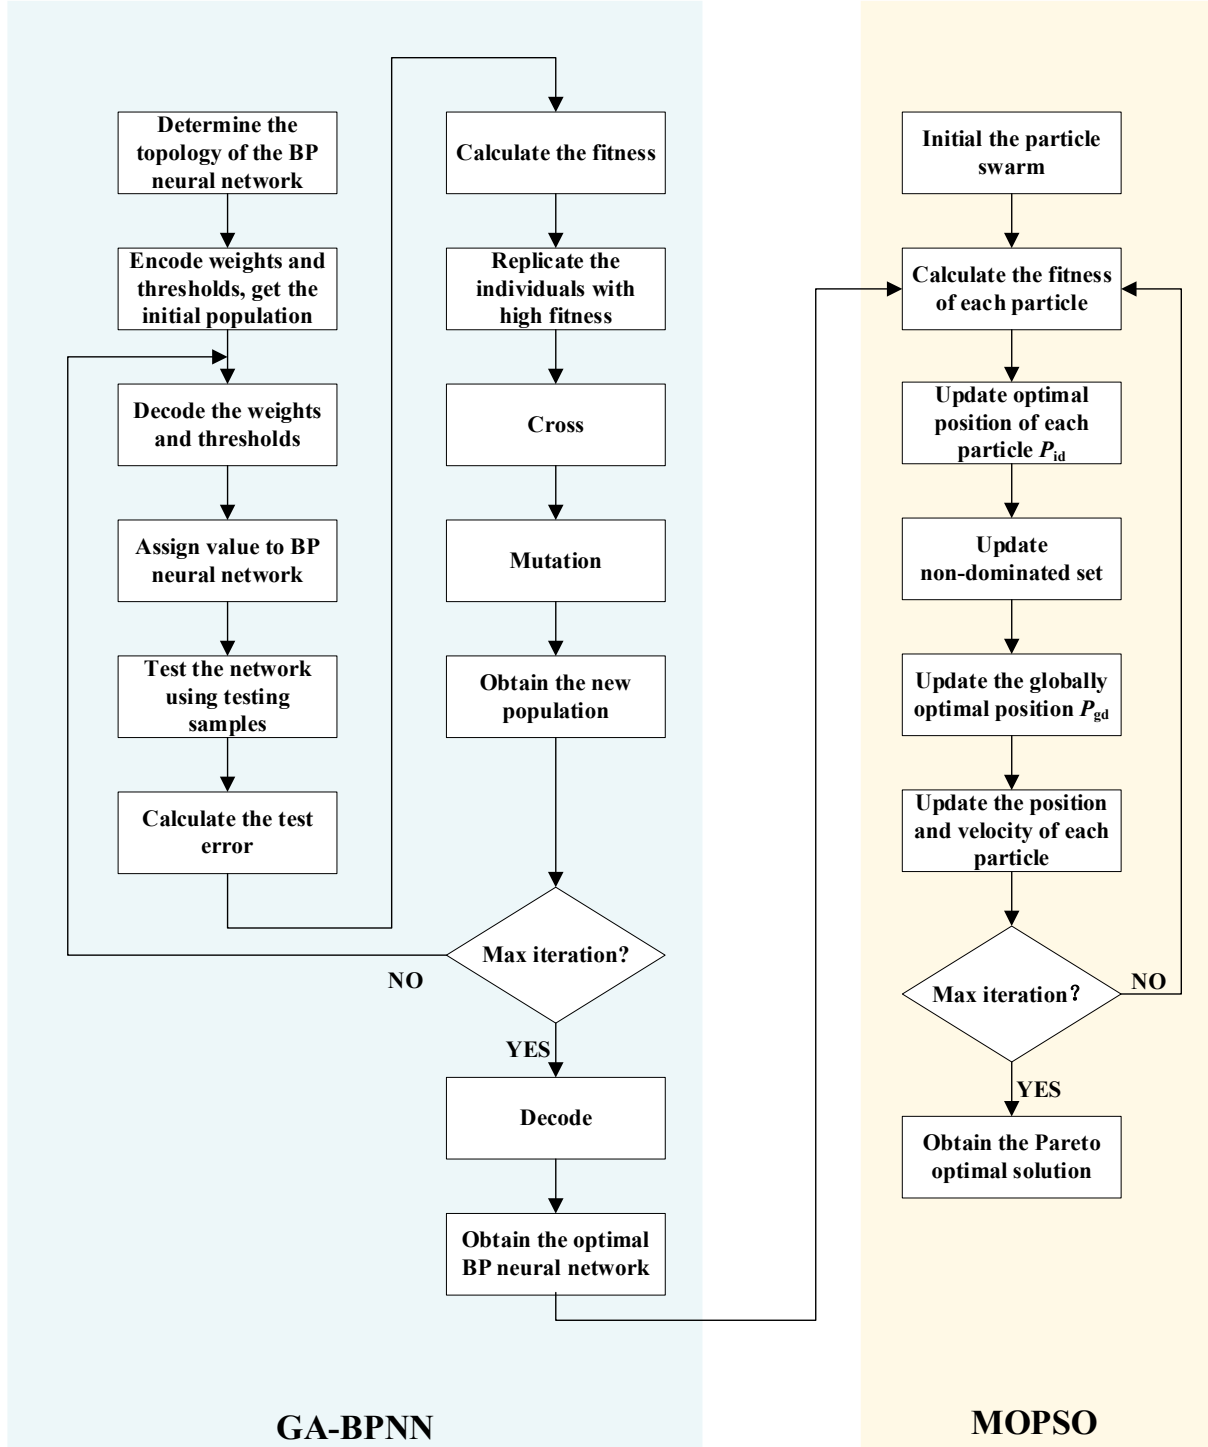 Determine the
topology of the BP
neural network
Encode weights and
thresholds, get the
initial population
Decode the weights
and thresholds
Assign value to BP
neural network
Test the network
using testing
samples
Calculate the test
error
Calculate the fitness
Replicate the
individuals with
high fitness
Cross
Mutation
Obtain the new
population
Max iteration?
NO
YES
Decode
Obtain the optimal
BP neural network
GA-BPNN
Initial the particle
swarm
Calculate the fitness
of each particle
Update optimal
position of each
particle Pid
Update
non-dominated set
Update the globally
optimal position Pgd
Update the position
and velocity of each
particle
Max iteration？
NO
YES
Obtain the Pareto
optimal solution
MOPSO